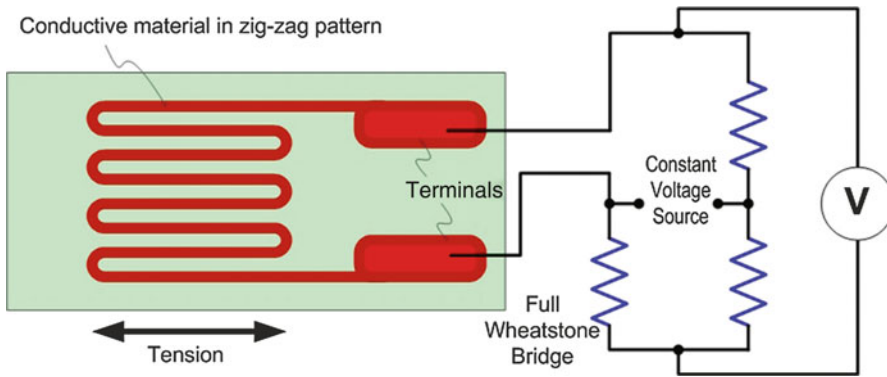 Conductive material in zig-zag pattern
Terminals
Constant
Voltage
Source
V
Full
Wheatstone
Bridge
Tension